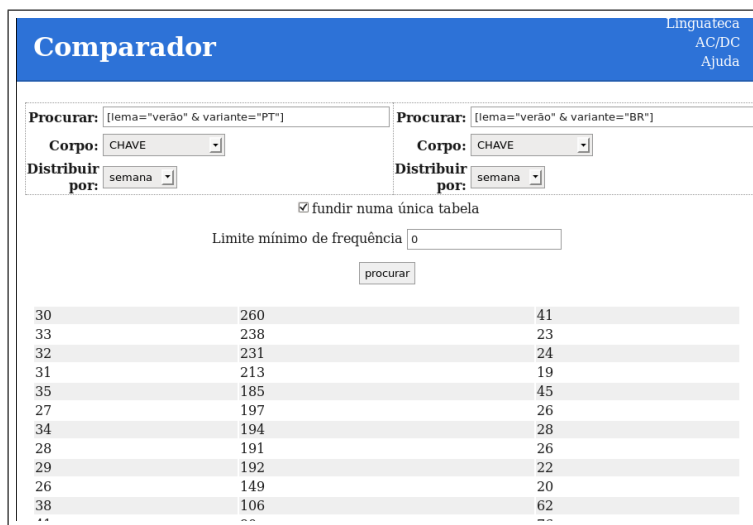 Linguateca
Comparador
AC/DC
Ajuda
Procurar: [lema="verão" & variante="PT"] Procurar: [lema="verão" & variante="BR"]
Corpo: CHAVE Corpo: CHAVE
Distribuir por: semana Distribuir por: semana
fundir numa única tabela
Limite mínimo de frequência 0
procurar
30 260 41
33 238 23
32 231 24
31 213 19
35 185 45
27 197 26
34 194 28
28 191 26
29 192 22
26 149 20
38 106 62